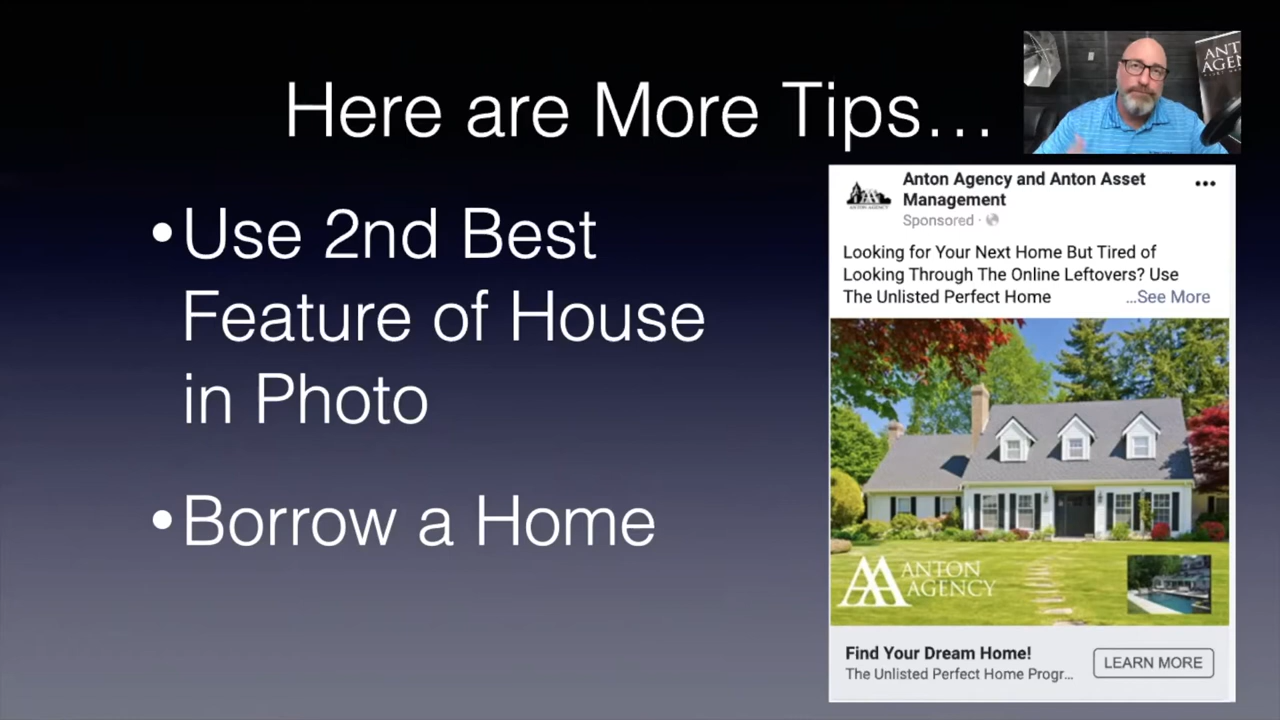 Here are More Tips…
•Use 2nd Best
Feature of House
in Photo
•Borrow a Home
ANT
AGEN
Anton Agency and Anton Asset
Management
Sponsored ·
Looking for Your Next Home But Tired of
Looking Through The Online Leftovers? Use
The Unlisted Perfect Home …See More
ANTON
AGENCY
Find Your Dream Home!
The Unlisted Perfect Home Progr...
LEARN MORE